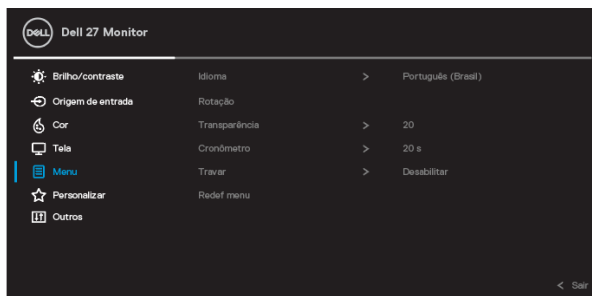 DELL Dell 27 Monitor
Brilho/contraste Idioma > Português (Brasil)
Origem de entrada Rotação
Cor Transparência > 20
Tela Cronômetro > 20 s
Menu Travar > Desabilitar
Personalizar Redef menu
Outros
< Sair